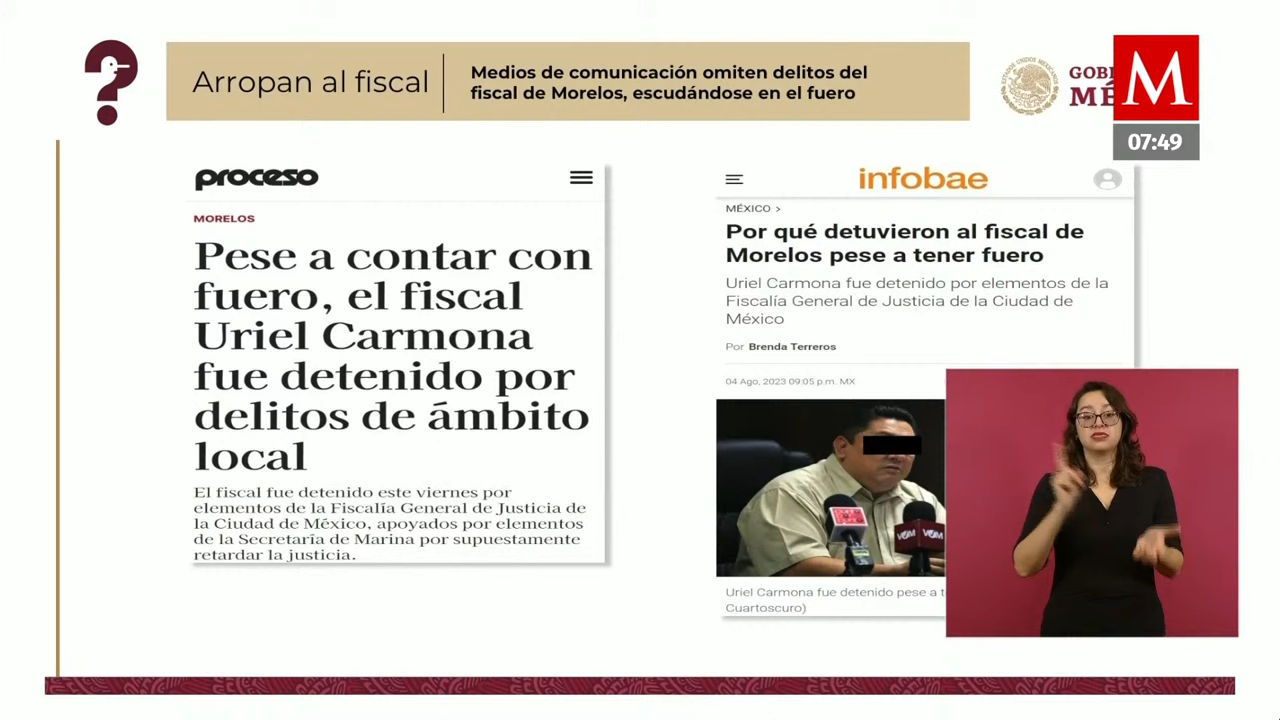 Arropan al fiscal
Medios de comunicación omiten delitos del
fiscal de Morelos, escudándose en el fuero
GOBI
MÉ
M
07:49
proceso
MORELOS
Pese a contar con
fuero, el fiscal
Uriel Carmona
fue detenido por
delitos de ámbito
local
El fiscal fue detenido este viernes por
elementos de la Fiscalía General de Justicia de
la Ciudad de México, apoyados por elementos
de la Secretaría de Marina por supuestamente
retardar la justicia.
infobae
MÉXICO >
Por qué detuvieron al fiscal de
Morelos pese a tener fuero
Uriel Carmona fue detenido por elementos de la
Fiscalía General de Justicia de la Ciudad de
México
Por Brenda Terreros
04 Ago, 2023 09:05 p.m. MX
VGM
Uriel Carmona fue detenido pese a t
Cuartoscuro)